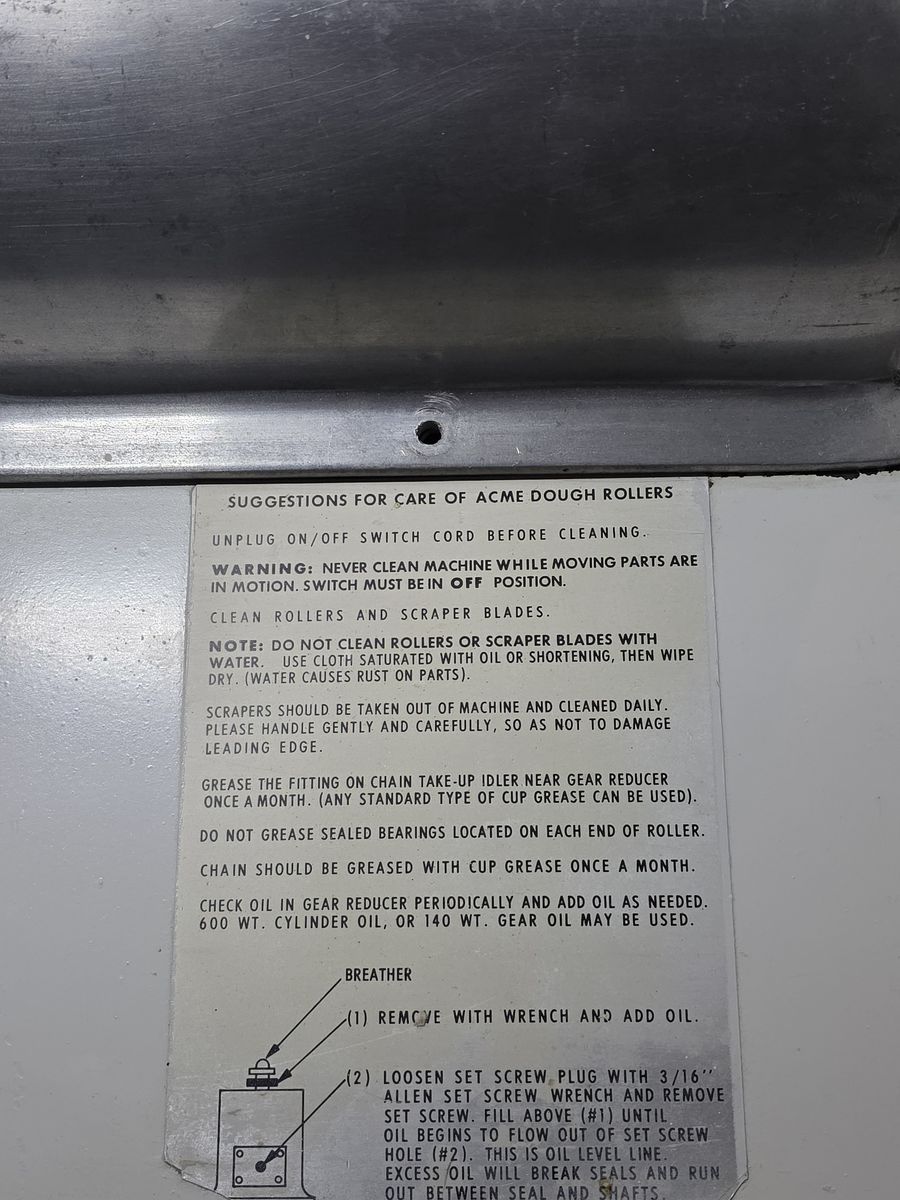 SUGGESTIONS FOR CARE OF ACME DOUGH ROLLERS
UNPLUG ON/OFF SWITCH CORD BEFORE CLEANING.
WARNING: NEVER CLEAN MACHINE WHILE MOVING PARTS ARE
IN MOTION. SWITCH MUST BE IN OFF POSITION.
CLEAN ROLLERS AND SCRAPER BLADES.
NOTE: DO NOT CLEAN ROLLERS OR SCRAPER BLADES WITH
WATER. USE CLOTH SATURATED WITH OIL OR SHORTENING, THEN WIPE
DRY. (WATER CAUSES RUST ON PARTS).
SCRAPERS SHOULD BE TAKEN OUT OF MACHINE AND CLEANED DAILY.
PLEASE HANDLE GENTLY AND CAREFULLY, SO AS NOT TO DAMAGE
LEADING EDGE.
GREASE THE FITTING ON CHAIN TAKE-UP IDLER NEAR GEAR REDUCER
ONCE A MONTH. (ANY STANDARD TYPE OF CUP GREASE CAN BE USED).
DO NOT GREASE SEALED BEARINGS LOCATED ON EACH END OF ROLLER.
CHAIN SHOULD BE GREASED WITH CUP GREASE ONCE A MONTH.
CHECK OIL IN GEAR REDUCER PERIODICALLY AND ADD OIL AS NEEDED.
600 WT. CYLINDER OIL, OR 140 WT. GEAR OIL MAY BE USED.
BREATHER
(1) REMOVE WITH WRENCH AND ADD OIL.
(2) LOOSEN SET SCREW PLUG WITH 3/16"
ALLEN SET SCREW WRENCH AND REMOVE
SET SCREW. FILL ABOVE (#1) UNTIL
OIL BEGINS TO FLOW OUT OF SET SCREW
HOLE (#2). THIS IS OIL LEVEL LINE.
EXCESS OIL WILL BREAK SEALS AND RUN
OUT BETWEEN SEAL AND SHAFTS.